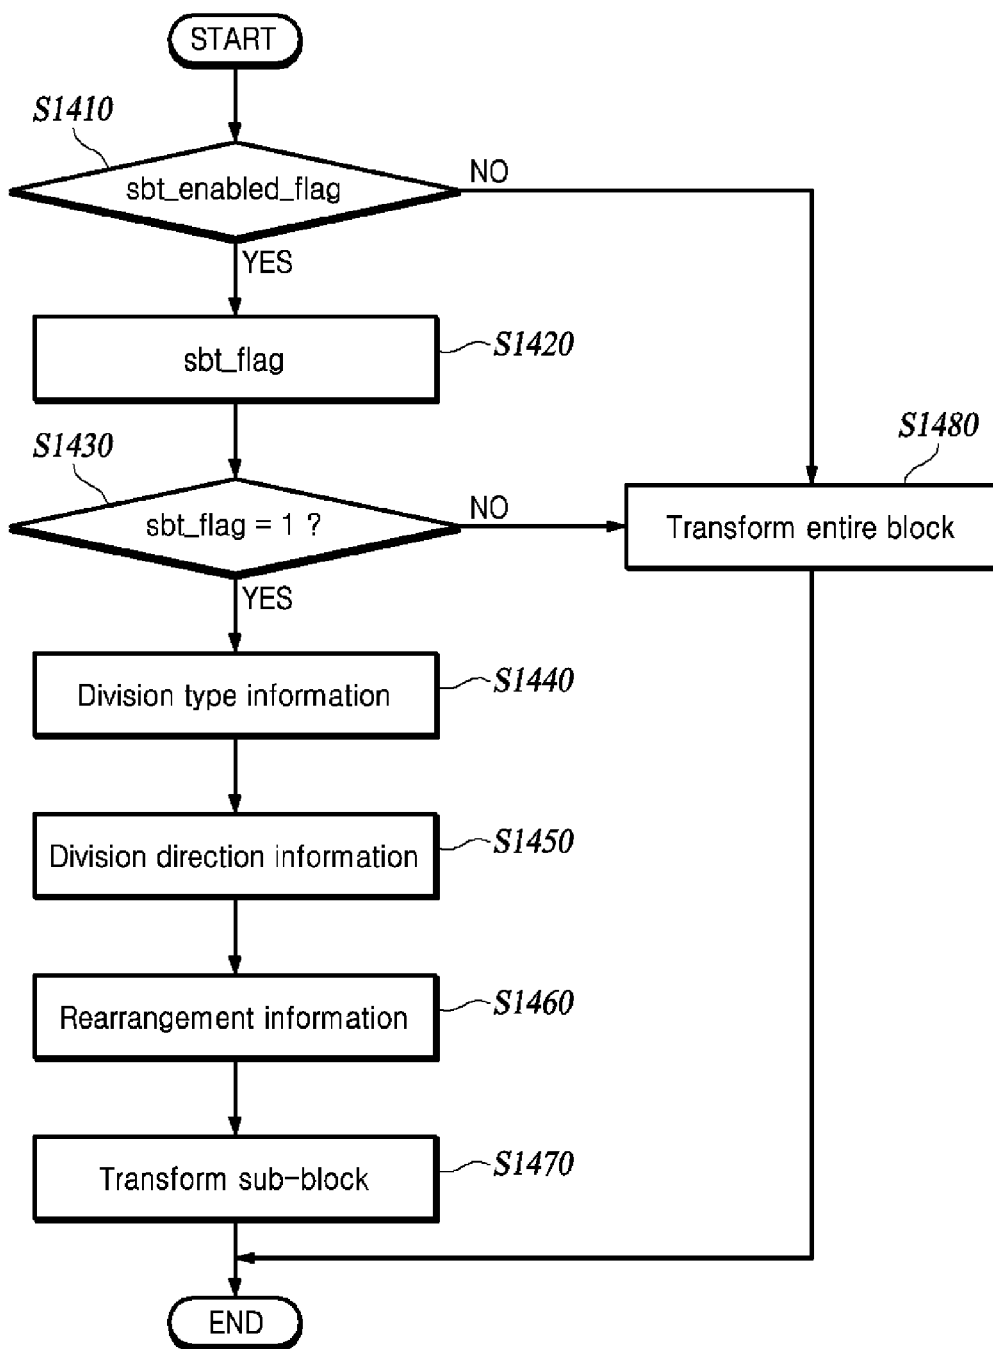 START
S1410
sbt_enabled_flag
NO
YES
sbt_flag
S1420
S1430
sbt_flag = 1 ?
NO
S1480
Transform entire block
YES
Division type information
S1440
Division direction information
S1450
Rearrangement information
S1460
Transform sub-block
S1470
END